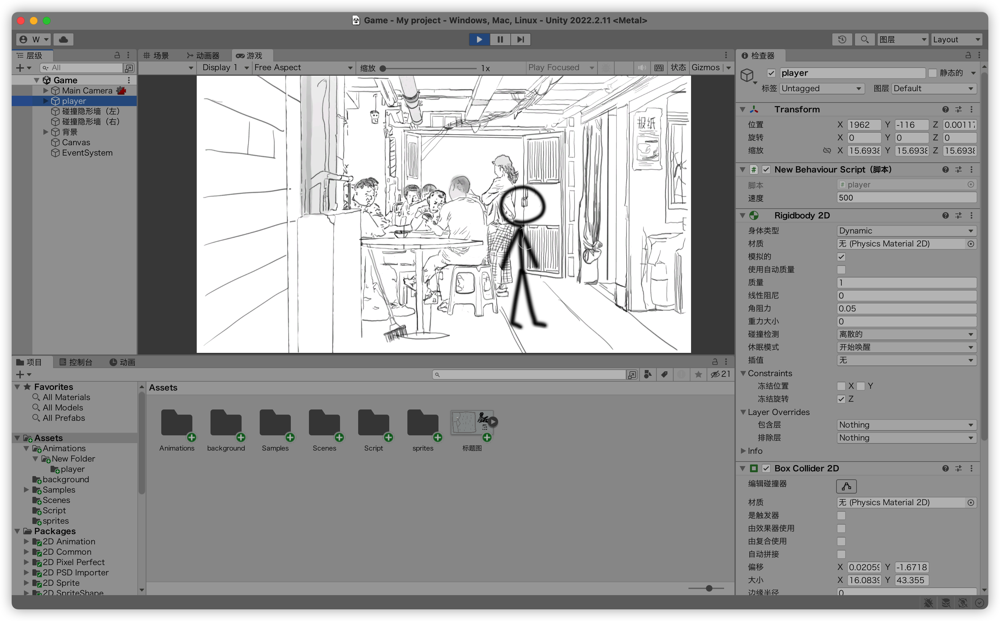 Game - My project - Windows, Mac, Linux - Unity 2022.2.11 <Metal>
W
图层
Layout
层级
All
Game
Main Camera
player
碰撞隐形墙（左）
碰撞隐形墙（右）
背景
Canvas
EventSystem
场景
动画器
游戏
Display 1
Free Aspect
缩放
1x
Play Focused
状态
Gizmos
报纸
检查器
player
静态的
标签 Untagged
图层 Default
Transform
位置 X 1962 Y -116 Z 0.00117
旋转 X 0 Y 0 Z 0
缩放 X 15.6938 Y 15.6938 Z 15.6938
# New Behaviour Script（脚本）
脚本 # player
速度 500
Rigidbody 2D
身体类型 Dynamic
材质 无 (Physics Material 2D)
模拟的
使用自动质量
质量 1
线性阻尼 0
角阻力 0.05
重力大小 0
碰撞检测 离散的
休眠模式 开始唤醒
插值 无
Constraints
冻结位置 X Y
冻结旋转 Z
Layer Overrides
包含层 Nothing
排除层 Nothing
Info
Box Collider 2D
编辑碰撞器
材质 无 (Physics Material 2D)
是触发器
由效果器使用
由复合使用
自动拼接
偏移 X 0.02059 Y -1.6718
大小 X 16.0839 Y 43.355
边缘半径 0
项目
控制台
动画
21
Favorites
All Materials
All Models
All Prefabs
Assets
Animations
New Folder
player
background
Samples
Scenes
Script
sprites
Packages
2D Animation
2D Common
2D Pixel Perfect
2D PSD Importer
2D Sprite
2D SpriteShape
Assets
Animations
background
Samples
Scenes
Script
sprites
标题图